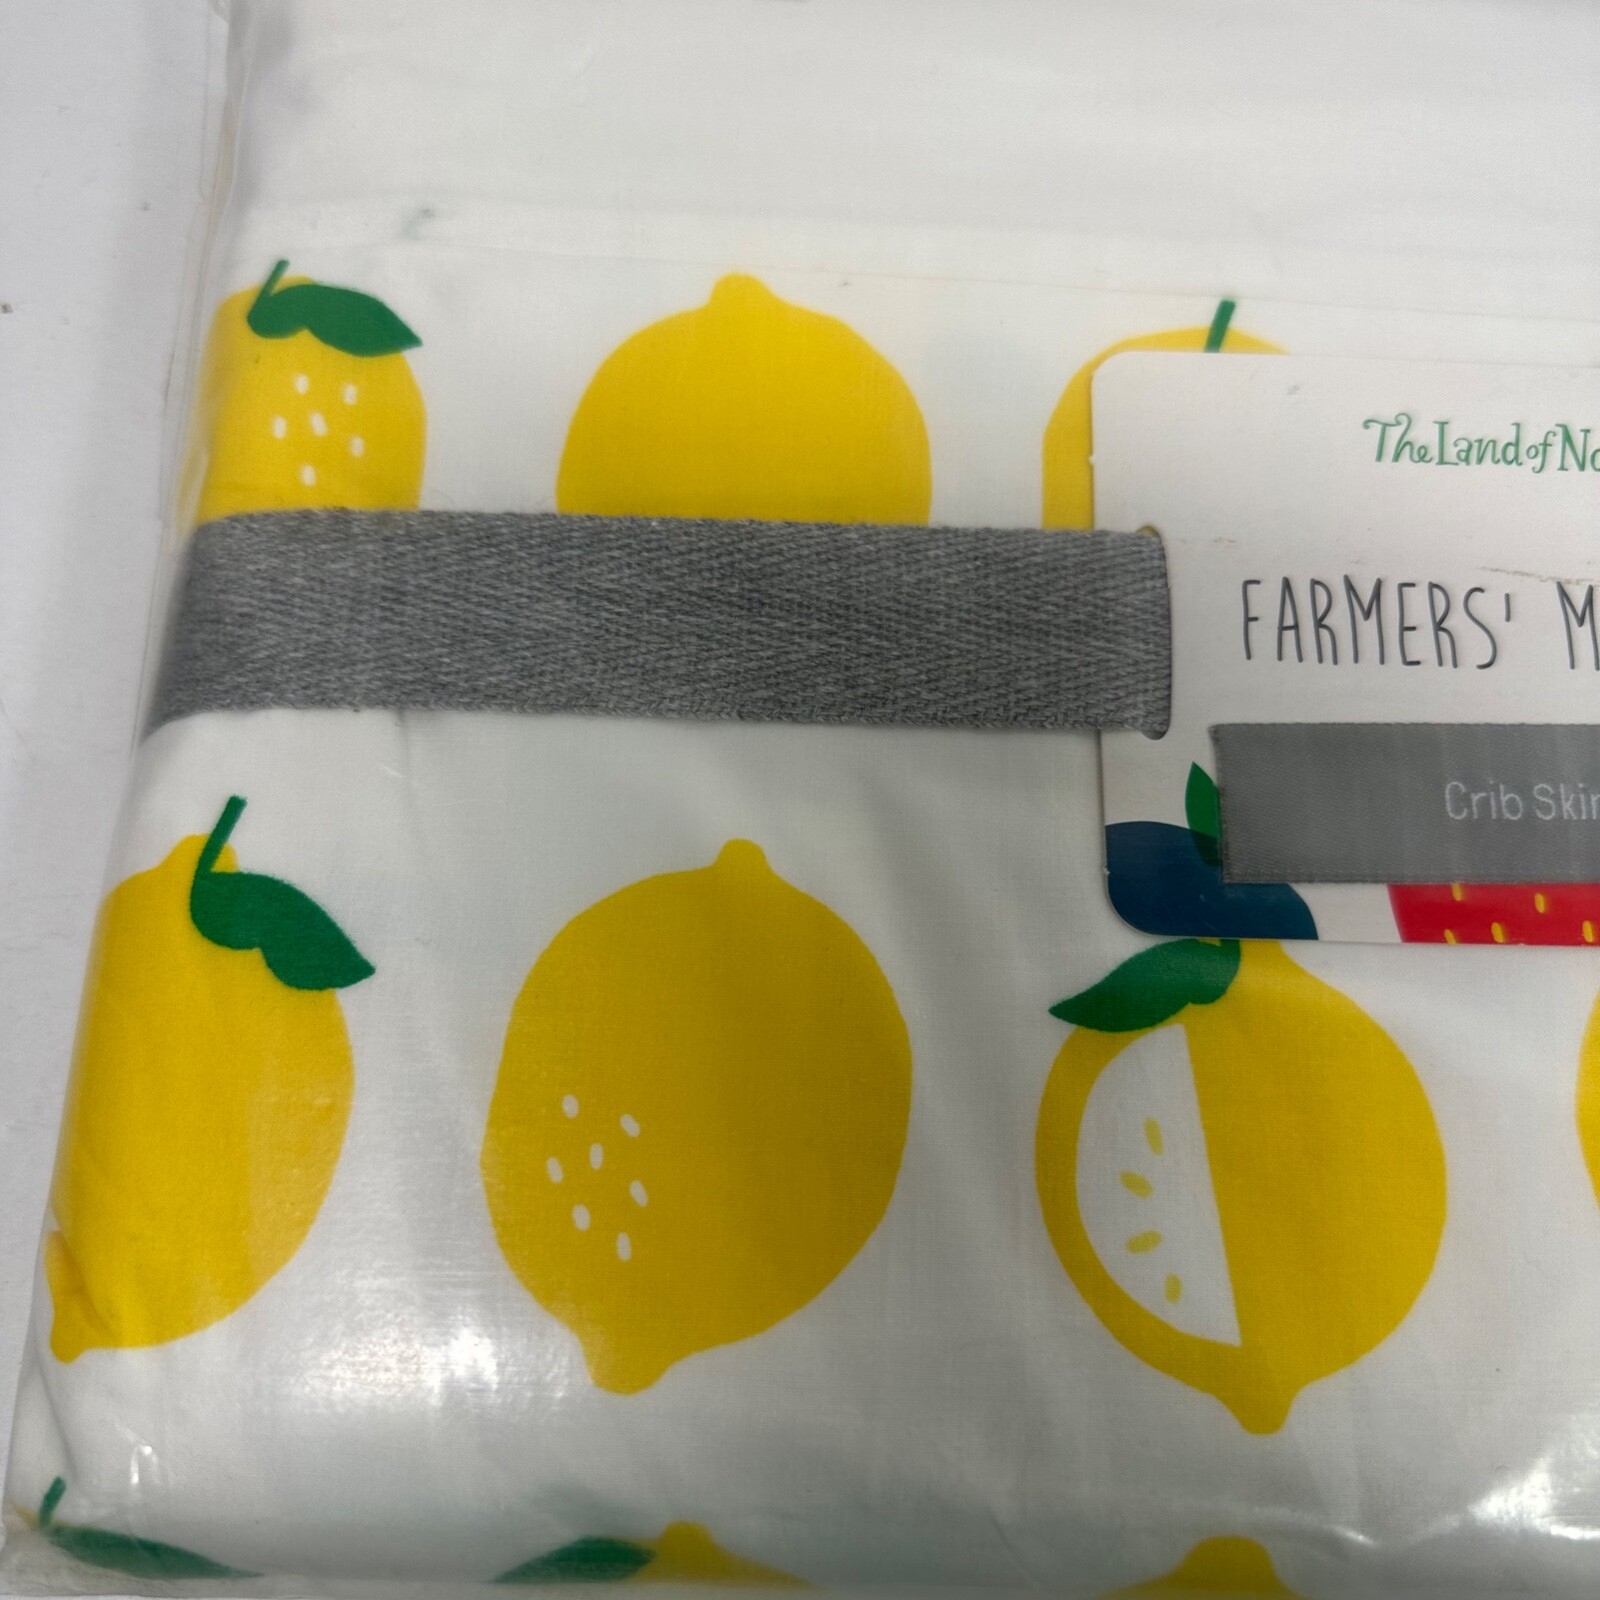 The Land of No
FARMERS' M
Crib Skir